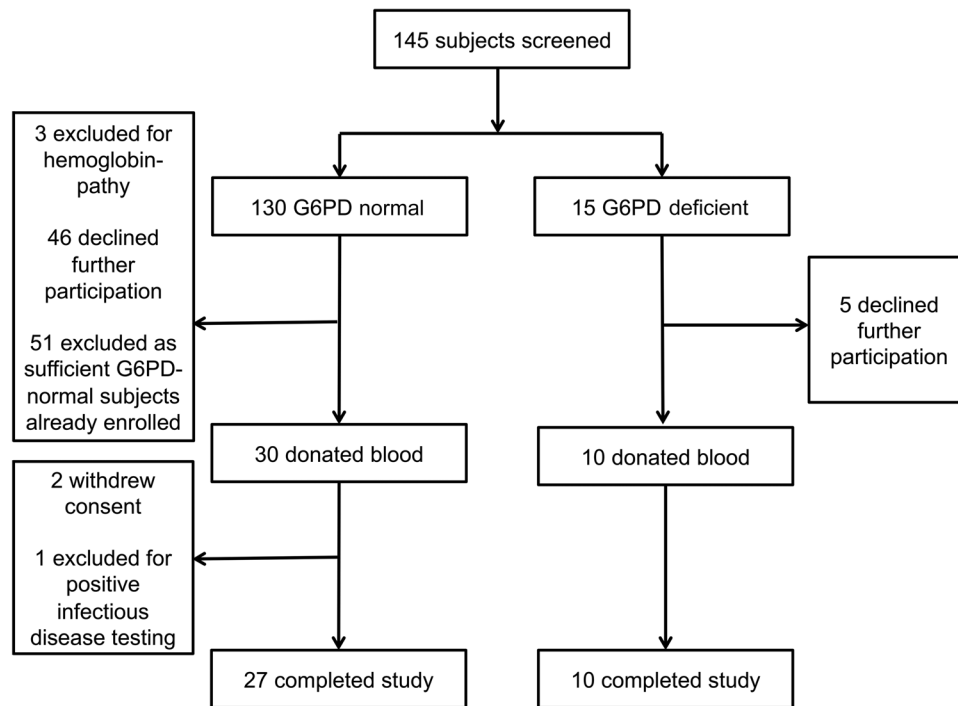 145 subjects screened
3 excluded for
hemoglobin-
pathy
46 declined
further
participation
51 excluded as
sufficient G6PD-
normal subjects
already enrolled
130 G6PD normal
15 G6PD deficient
5 declined
further
participation
30 donated blood
10 donated blood
2 withdrew
consent
1 excluded for
positive
infectious
disease testing
27 completed study
10 completed study